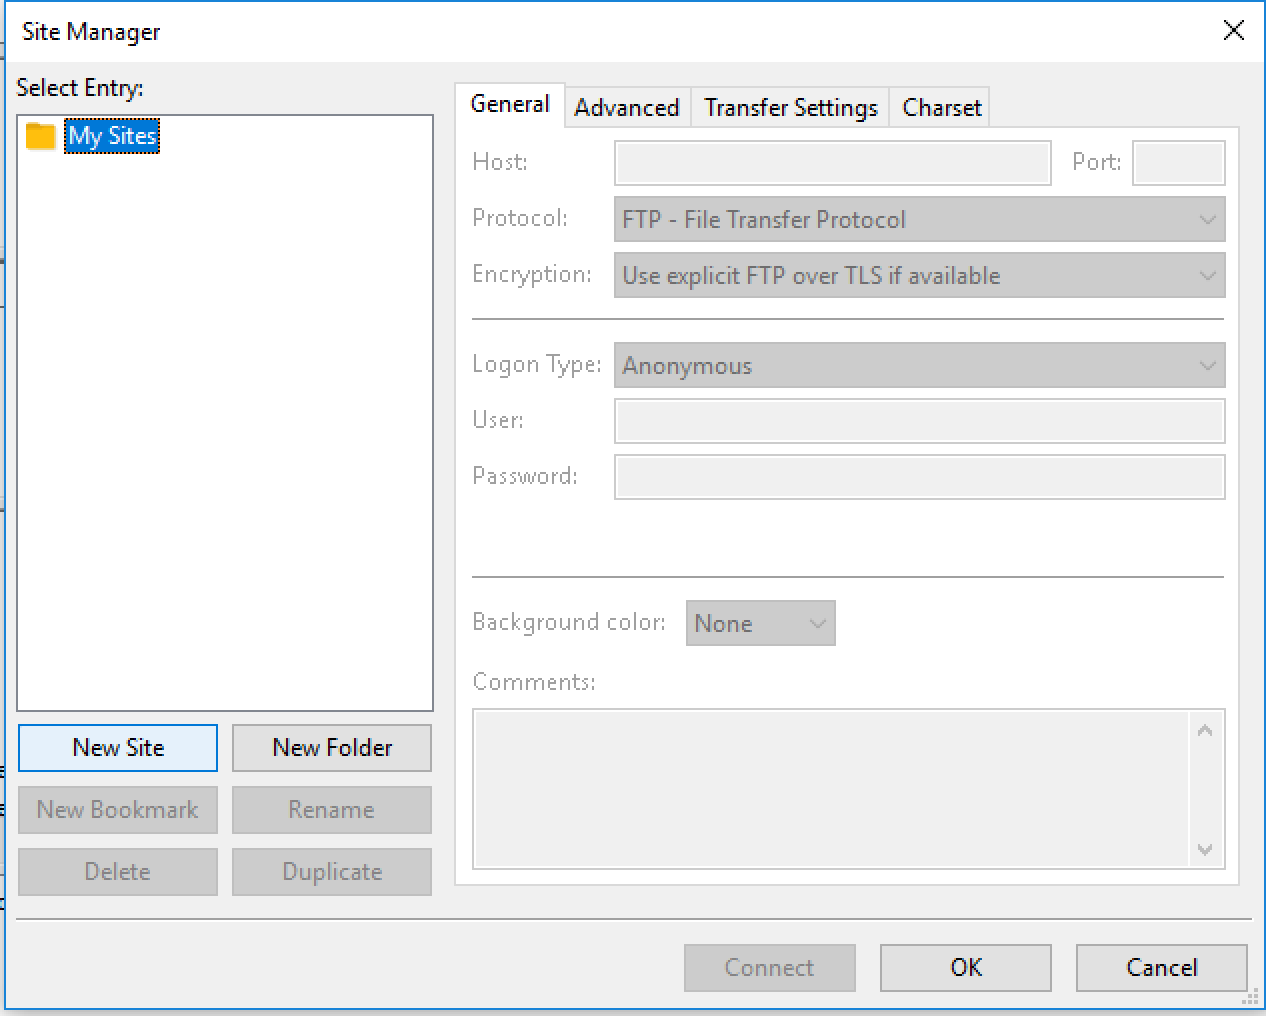 Site Manager
Select Entry:
My Sites
General
Advanced
Transfer Settings
Charset
Host:
Port:
Protocol:
FTP - File Transfer Protocol
Encryption:
Use explicit FTP over TLS if available
Logon Type:
Anonymous
User:
Password:
Background color:
None
Comments:
New Site
New Folder
New Bookmark
Rename
Delete
Duplicate
Connect
OK
Cancel